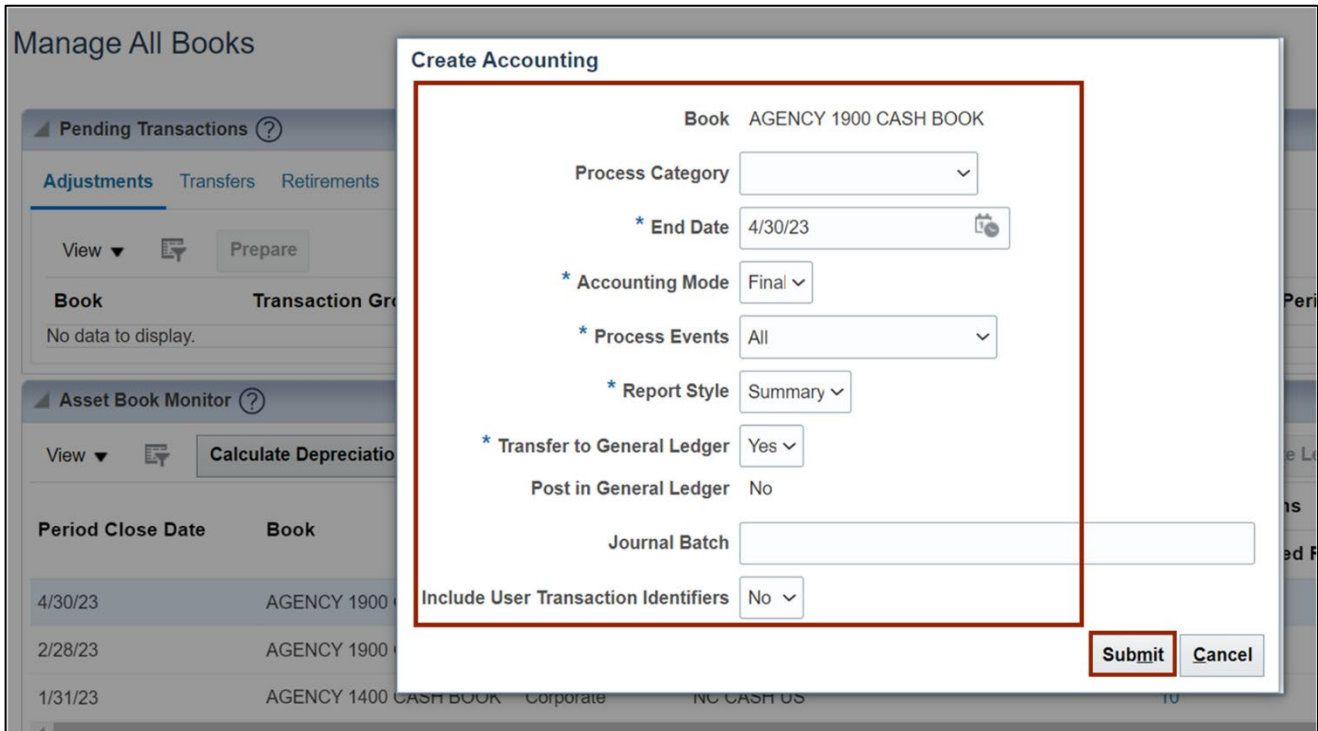 Manage All Books
Create Accounting
Pending Transactions ?
Adjustments Transfers Retirements
View Prepare
Book
No data to display.
Book AGENCY 1900 CASH BOOK
Process Category
* End Date 4/30/23
* Accounting Mode Final
* Process Events All
* Report Style Summary
* Transfer to General Ledger Yes
Post in General Ledger No
Journal Batch
Include User Transaction Identifiers No
Submit Cancel
Asset Book Monitor ?
View
Period Close Date Book
4/30/23 AGENCY 1900
2/28/23 AGENCY 1900
1/31/23 AGENCY 1400 CASH BOOK Corporate NC CASH US 10